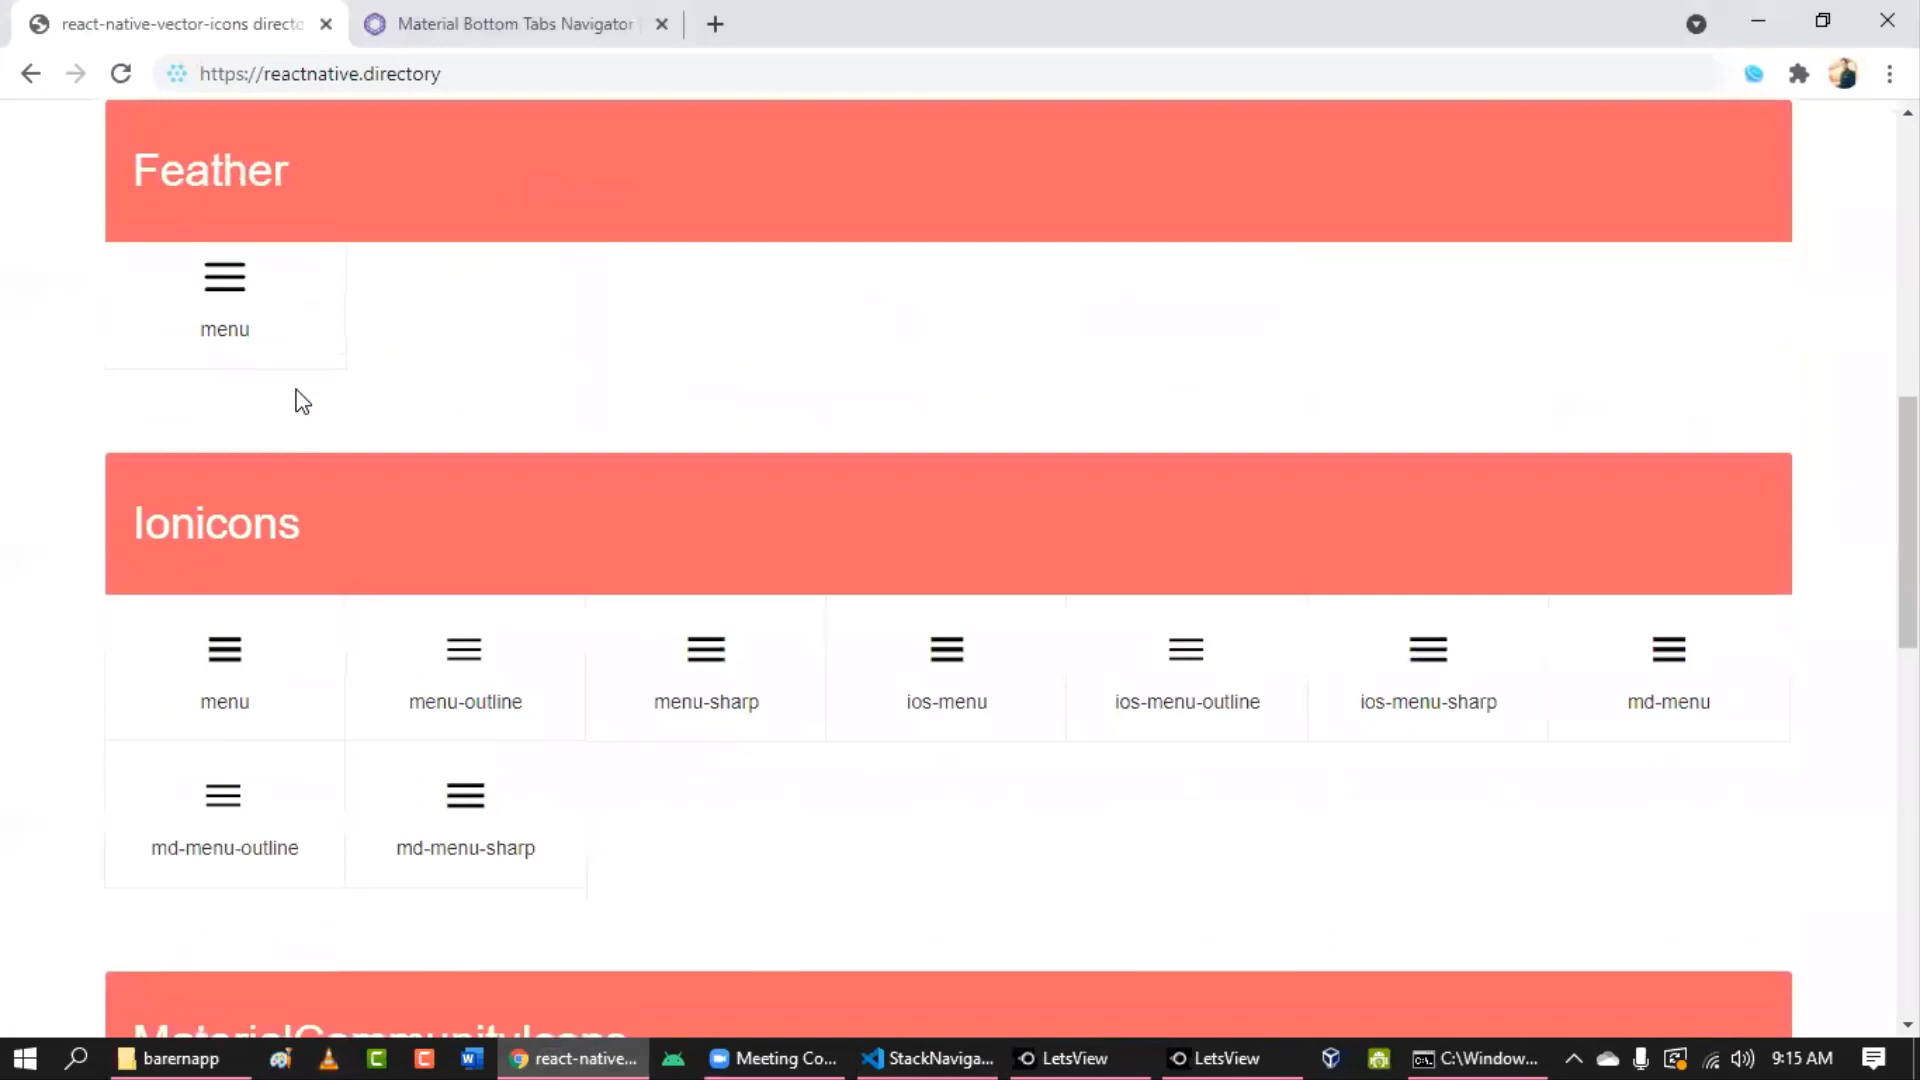 react-native-vector-icons directo
Material Bottom Tabs Navigator
https://reactnative.directory
Feather
menu
Ionicons
menu
menu-outline
menu-sharp
ios-menu
ios-menu-outline
ios-menu-sharp
md-menu
md-menu-outline
md-menu-sharp
MaterialCommunityIcons
barernapp
react-native...
Meeting Co...
StackNaviga...
LetsView
LetsView
C:\Window...
9:15 AM